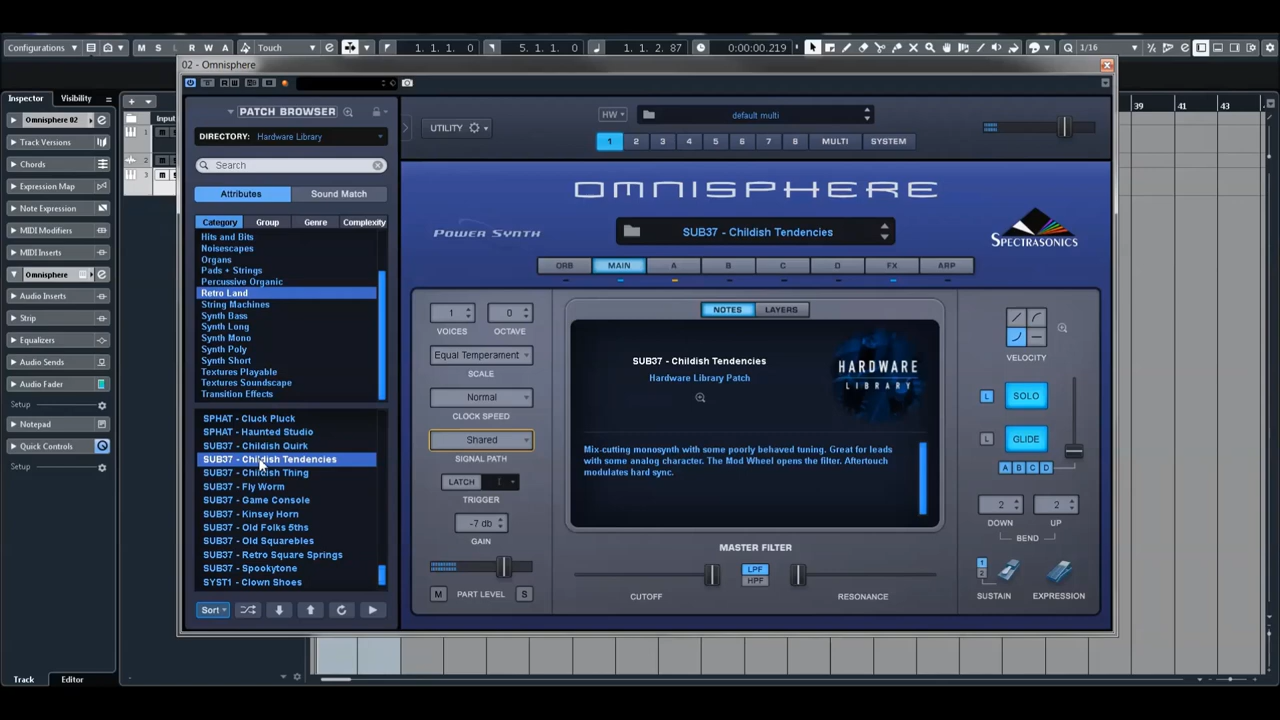 Configurations M S L R W A Touch 1. 1. 1. 0 5. 1. 1. 0 1. 1. 2. 87 0:00:00.219 1/16
02 - Omnisphere
Inspector Visibility
Omnisphere 02
Track Versions
Chords
Expression Map
Note Expression
MIDI Modifiers
MIDI Inserts
Omnisphere
Audio Inserts
Strip
Equalizers
Audio Sends
Audio Fader
Setup
Notepad
Quick Controls
Setup
Track Editor
Input
1
2
3
39 41 43
PATCH BROWSER
DIRECTORY: Hardware Library
Search
Attributes Sound Match
Category Group Genre Complexity
Hits and Bits
Noisescapes
Organs
Pads + Strings
Percussive Organic
Retro Land
String Machines
Synth Bass
Synth Long
Synth Mono
Synth Poly
Synth Short
Textures Playable
Textures Soundscape
Transition Effects
SPHAT - Cluck Pluck
SPHAT - Haunted Studio
SUB37 - Childish Quirk
SUB37 - Childish Tendencies
SUB37 - Childish Thing
SUB37 - Fly Worm
SUB37 - Game Console
SUB37 - Kinsey Horn
SUB37 - Old Folks 5ths
SUB37 - Old Squarebles
SUB37 - Retro Square Springs
SUB37 - Spookytone
SYST1 - Clown Shoes
Sort
UTILITY
HW default multi
1 2 3 4 5 6 7 8 MULTI SYSTEM
OMNISPHERE
POWER SYNTH
SUB37 - Childish Tendencies
SPECTRASONICS
ORB MAIN A B C D FX ARP
1 0
VOICES OCTAVE
Equal Temperament
SCALE
Normal
CLOCK SPEED
Shared
SIGNAL PATH
LATCH
TRIGGER
-7 db
GAIN
M PART LEVEL S
NOTES LAYERS
SUB37 - Childish Tendencies
Hardware Library Patch
HARDWARE
LIBRARY
Mix-cutting monosynth with some poorly behaved tuning. Great for leads
with some analog character. The Mod Wheel opens the filter. Aftertouch
modulates hard sync.
MASTER FILTER
LPF
HPF
CUTOFF RESONANCE
VELOCITY
L SOLO
L GLIDE
A B C D
2 2
DOWN UP
BEND
1
2
SUSTAIN EXPRESSION